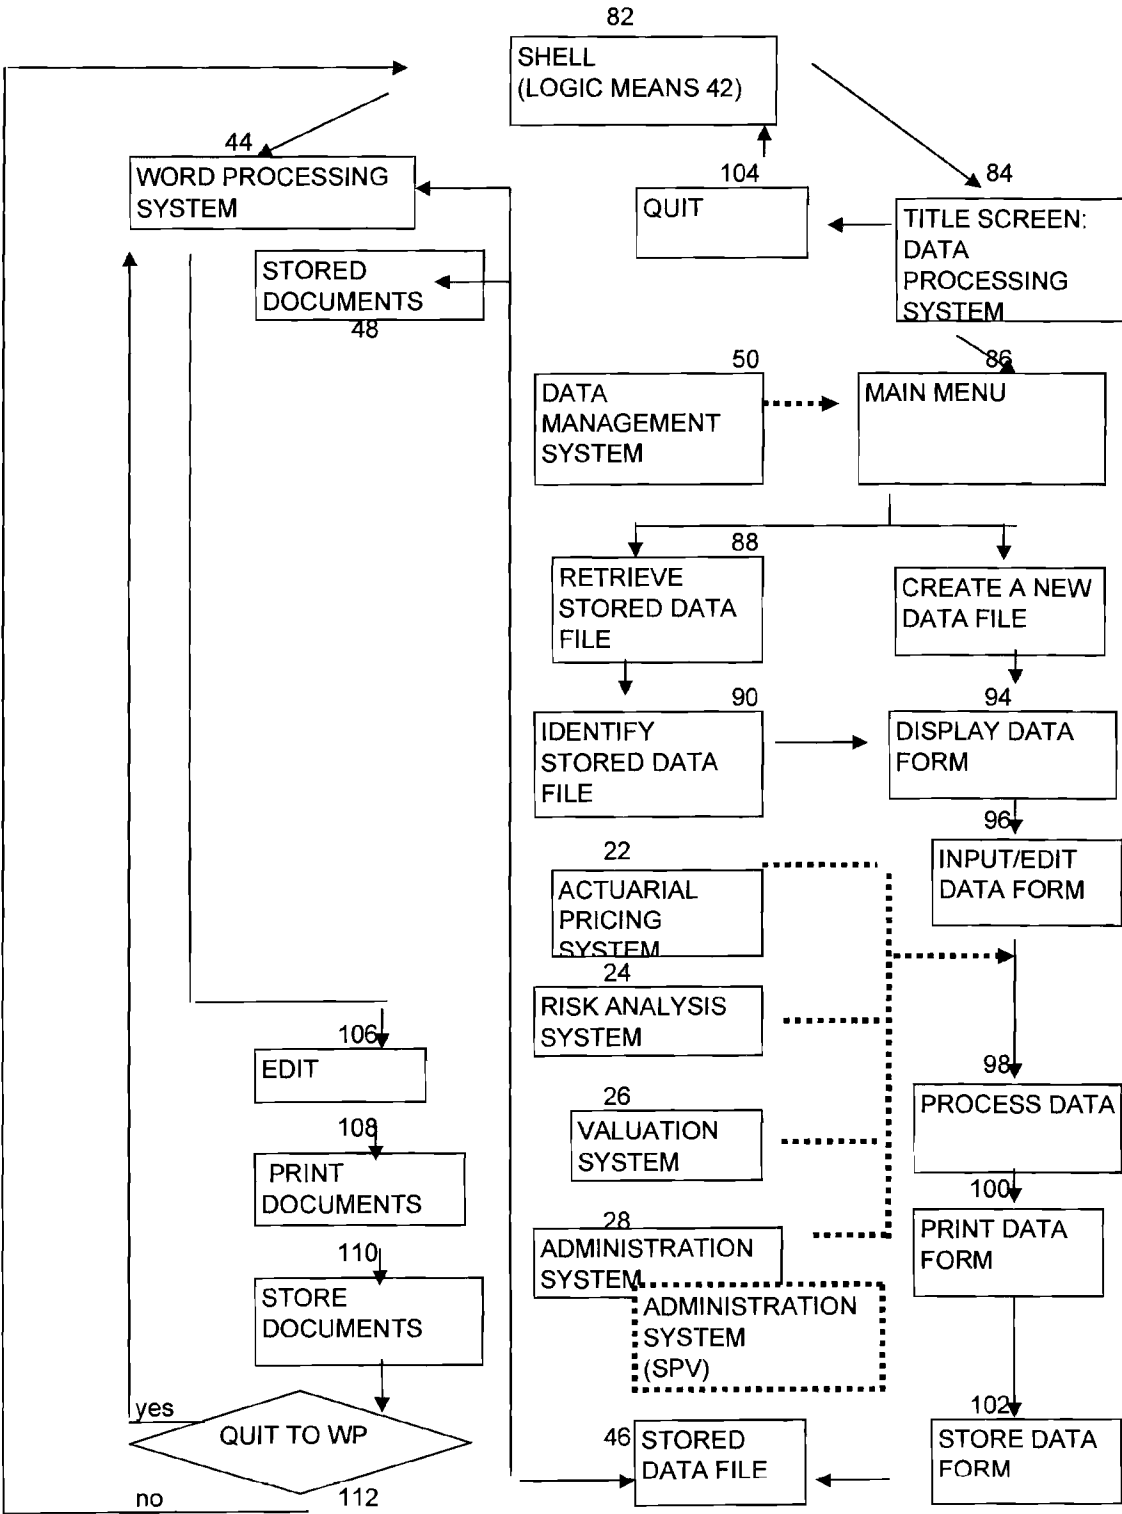 82
SHELL
(LOGIC MEANS 42)
44
WORD PROCESSING
SYSTEM
104
QUIT
84
TITLE SCREEN:
DATA
PROCESSING
SYSTEM
STORED
DOCUMENTS
48
50
DATA
MANAGEMENT
SYSTEM
86
MAIN MENU
88
RETRIEVE
STORED DATA
FILE
CREATE A NEW
DATA FILE
90
IDENTIFY
STORED DATA
FILE
94
DISPLAY DATA
FORM
96
INPUT/EDIT
DATA FORM
22
ACTUARIAL
PRICING
SYSTEM
24
RISK ANALYSIS
SYSTEM
106
EDIT
98
PROCESS DATA
26
VALUATION
SYSTEM
108
PRINT
DOCUMENTS
100
PRINT DATA
FORM
28
ADMINISTRATION
SYSTEM
110
STORE
DOCUMENTS
ADMINISTRATION
SYSTEM
(SPV)
yes
QUIT TO WP
112
no
46
STORED
DATA FILE
102
STORE DATA
FORM